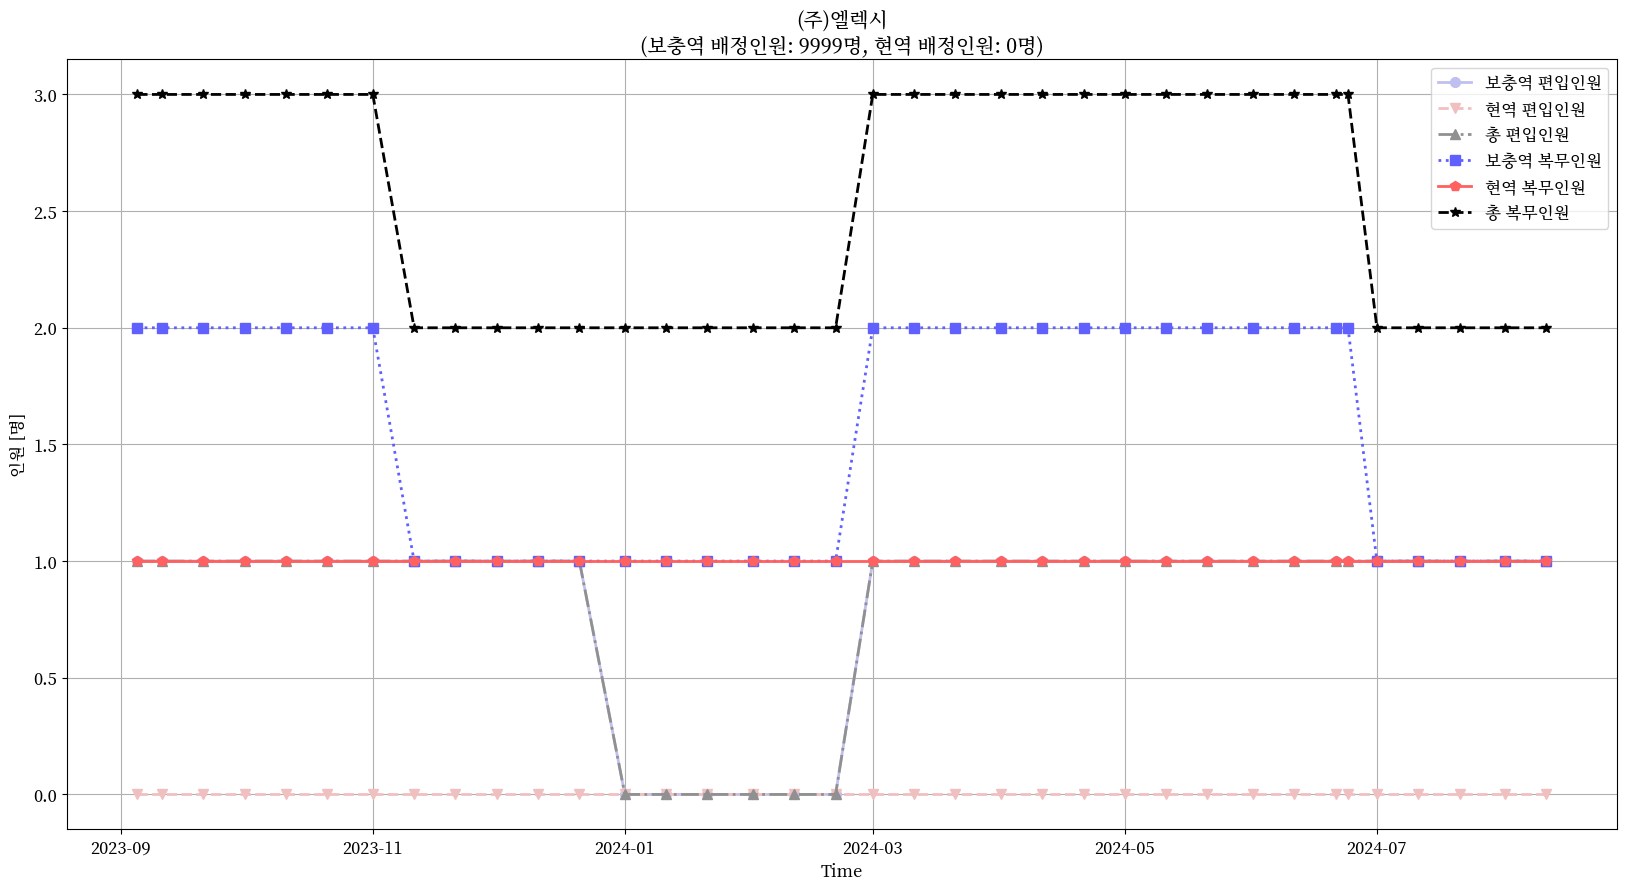 (주)엘렉시
(보충역 배정인원: 9999명, 현역 배정인원: 0명)
보충역 편입인원
현역 편입인원
총 편입인원
보충역 복무인원
현역 복무인원
총 복무인원
인원 [명]
3.0
2.5
2.0
1.5
1.0
0.5
0.0
2023-09 2023-11 2024-01 2024-03 2024-05 2024-07
Time